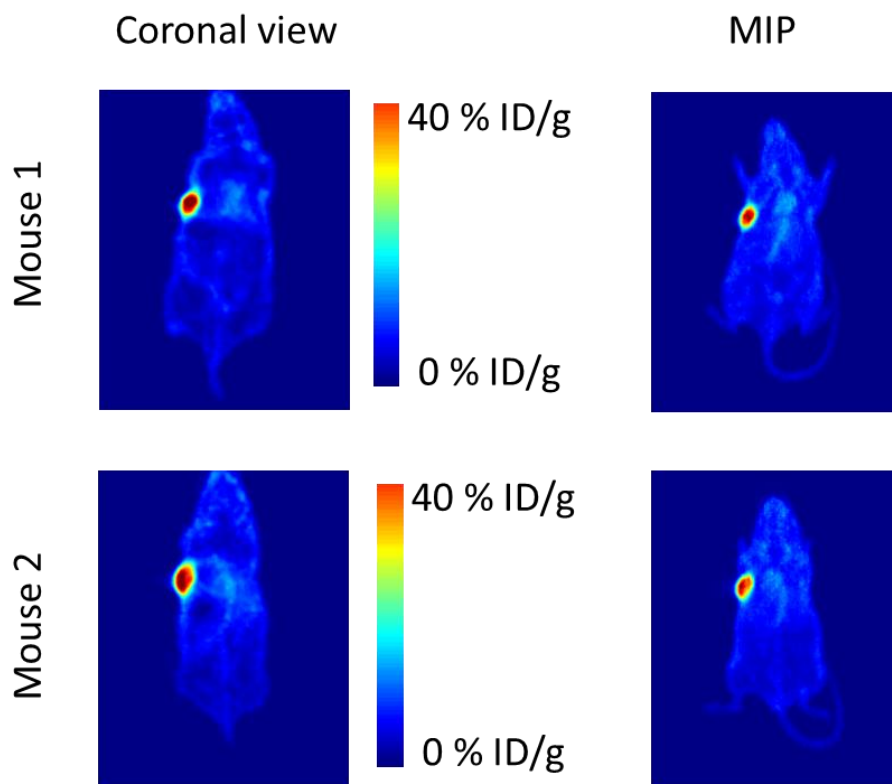 Coronal view
MIP
Mouse 1
40 % ID/g
0 % ID/g
Mouse 2
40 % ID/g
0 % ID/g